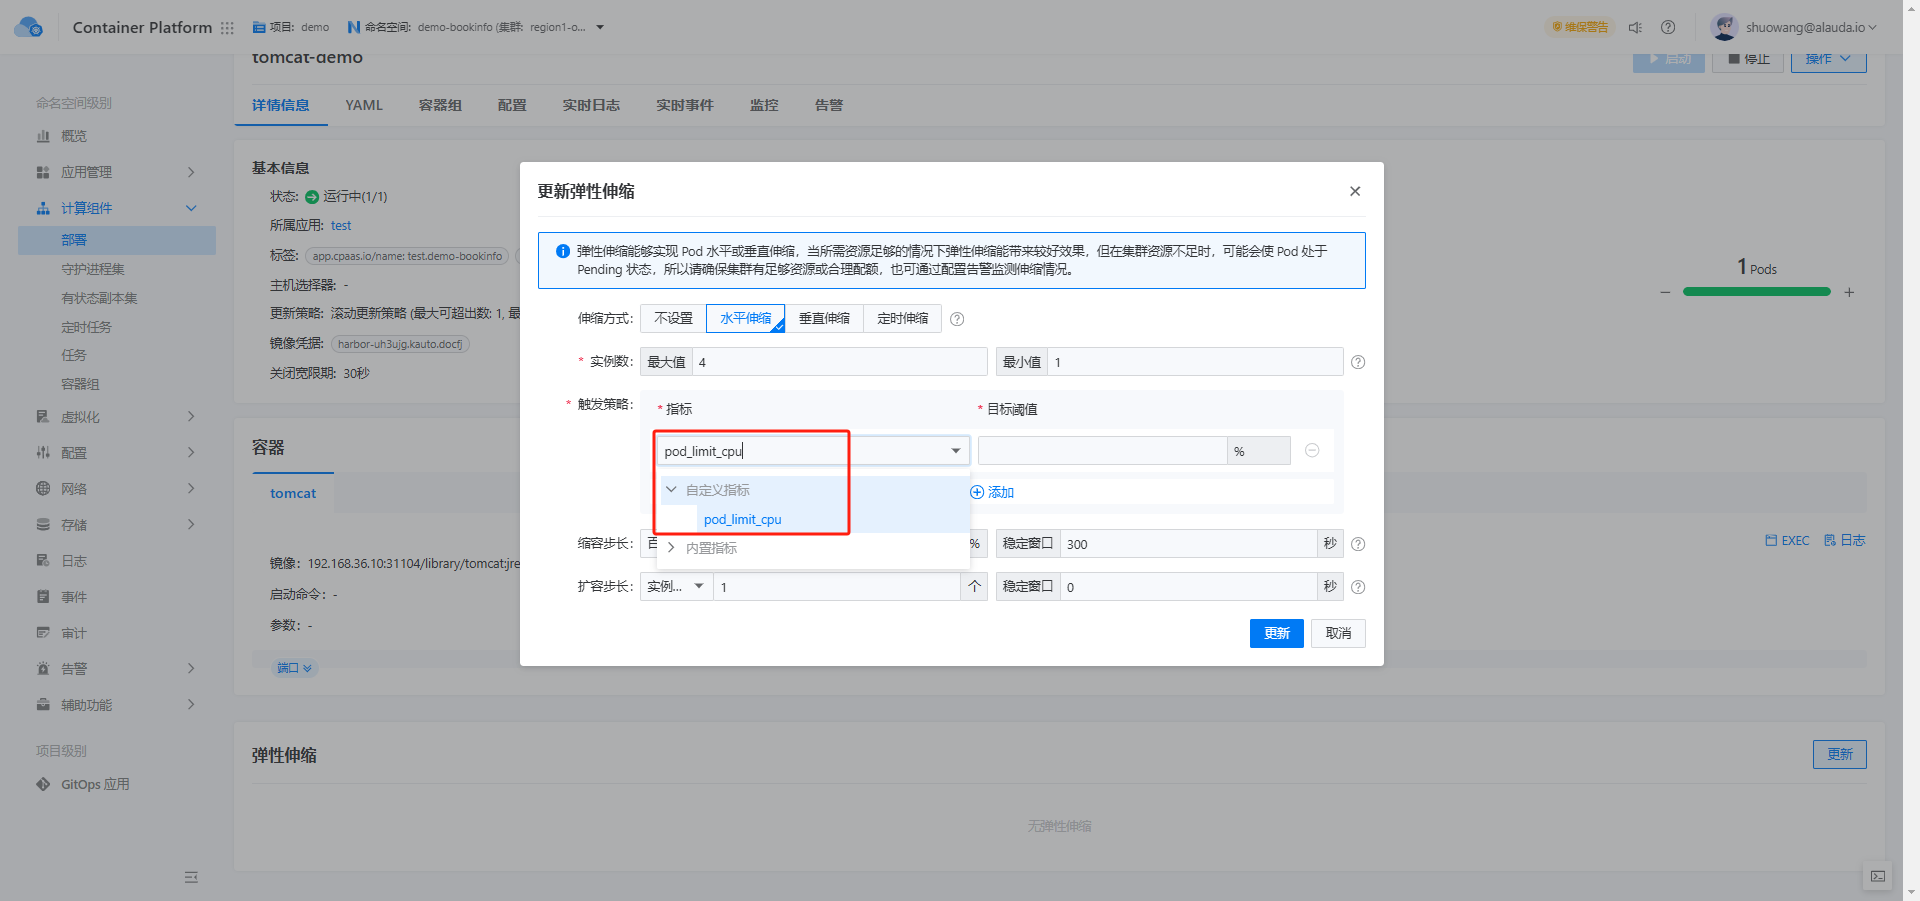 Container Platform
项目: demo
命名空间: demo-bookinfo (集群: region1-o...
维保警告
shuowang@alauda.io
tomcat-demo
启动
停止
操作
详情信息
YAML
容器组
配置
实时日志
实时事件
监控
告警
命名空间级别
概览
应用管理
计算组件
部署
守护进程集
有状态副本集
定时任务
任务
容器组
虚拟化
配置
网络
存储
日志
事件
审计
告警
辅助功能
项目级别
GitOps 应用
基本信息
状态: 运行中(1/1)
所属应用: test
标签: app.cpaas.io/name: test.demo-bookinfo
主机选择器: -
更新策略: 滚动更新策略 (最大可超出数: 1, 最
镜像凭据: harbor-uh3ujg.kauto.docfj
关闭宽限期: 30秒
1 Pods
容器
tomcat
EXEC
日志
镜像: 192.168.36.10:31104/library/tomcat:jre
启动命令: -
参数: -
端口
弹性伸缩
更新
无弹性伸缩
更新弹性伸缩
弹性伸缩能够实现 Pod 水平或垂直伸缩，当所需资源足够的情况下弹性伸缩能带来较好效果，但在集群资源不足时，可能会使 Pod 处于
Pending 状态，所以请确保集群有足够资源或合理配额，也可通过配置告警监测伸缩情况。
伸缩方式: 不设置 水平伸缩 垂直伸缩 定时伸缩
* 实例数: 最大值 4 最小值 1
* 触发策略: * 指标 * 目标阈值
pod_limit_cpu %
自定义指标
添加
pod_limit_cpu
内置指标
缩容步长: % 稳定窗口 300 秒
扩容步长: 实例... 1 个 稳定窗口 0 秒
更新
取消